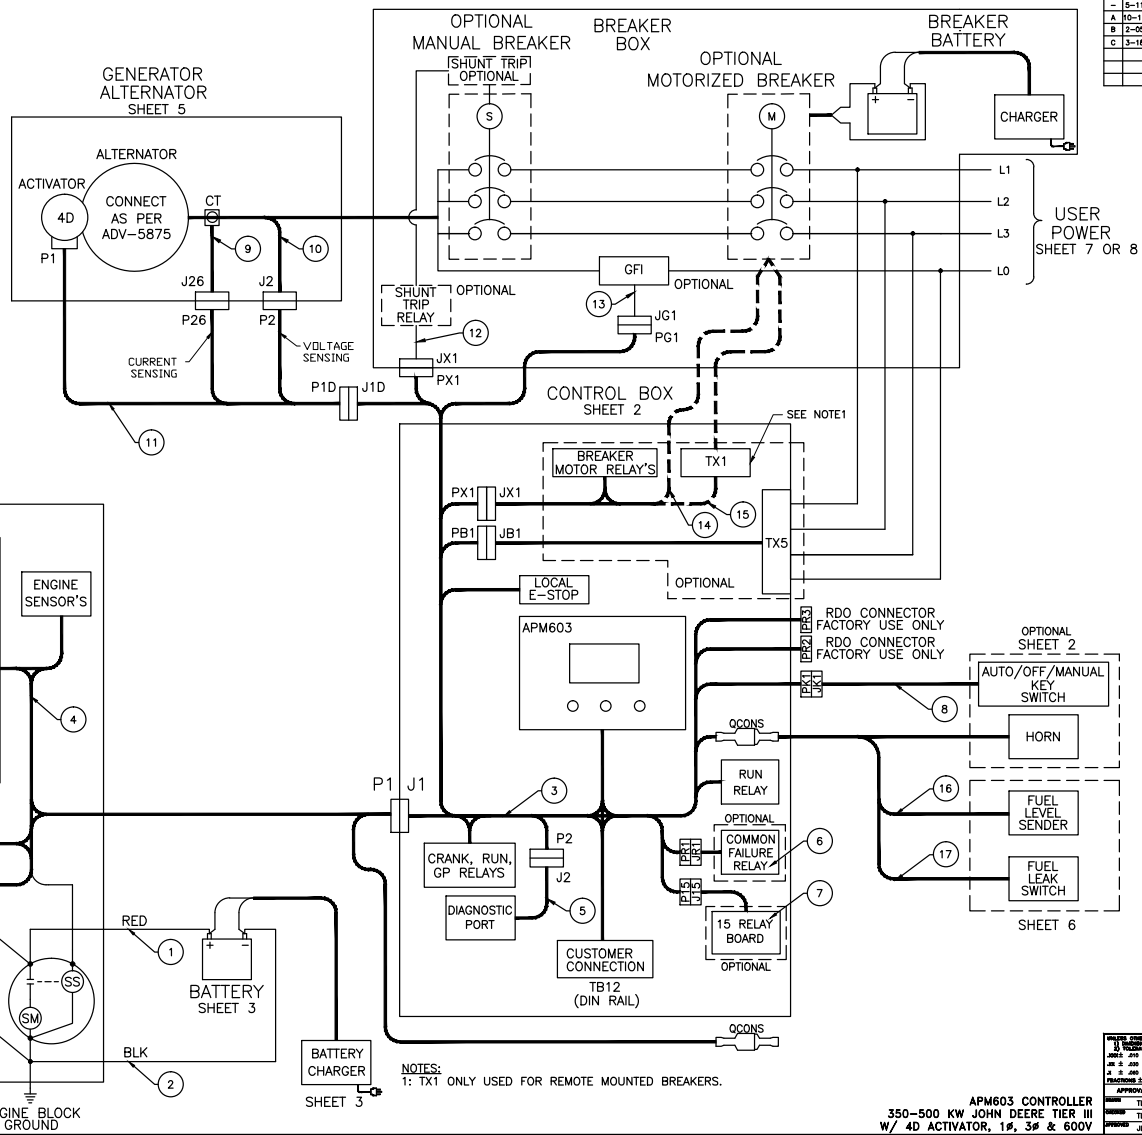 OPTIONAL
MANUAL BREAKER
BREAKER
BOX
BREAKER
BATTERY
SHUNT TRIP
OPTIONAL
OPTIONAL
MOTORIZED BREAKER
S
M
+ -
CHARGER
GENERATOR
ALTERNATOR
SHEET 5
ALTERNATOR
ACTIVATOR
4D
CONNECT
AS PER
ADV-5875
CT
P1
9
10
J26
J2
P26
P2
CURRENT
SENSING
VOLTAGE
SENSING
11
L1
L2
L3
L0
USER
POWER
SHEET 7 OR 8
GFI
OPTIONAL
SHUNT
TRIP
RELAY
OPTIONAL
13
12
JG1
PG1
JX1
PX1
P1D
J1D
CONTROL BOX
SHEET 2
SEE NOTE1
BREAKER
MOTOR RELAY'S
TX1
PX1
JX1
14
15
PB1
JB1
TX5
OPTIONAL
LOCAL
E-STOP
ENGINE
SENSOR'S
4
APM603
PR3
RDO CONNECTOR
FACTORY USE ONLY
PR2
RDO CONNECTOR
FACTORY USE ONLY
PK1
JK1
8
OPTIONAL
SHEET 2
AUTO/OFF/MANUAL
KEY
SWITCH
HORN
QCONS
P1
J1
3
RUN
RELAY
16
FUEL
LEVEL
SENDER
17
FUEL
LEAK
SWITCH
SHEET 6
CRANK, RUN,
GP RELAYS
P2
J2
5
DIAGNOSTIC
PORT
OPTIONAL
PR1
JR1
COMMON
FAILURE
RELAY
6
P15
J15
7
15 RELAY
BOARD
OPTIONAL
CUSTOMER
CONNECTION
TB12
(DIN RAIL)
RED
1
+ -
BATTERY
SHEET 3
SS
SM
BLK
2
BATTERY
CHARGER
SHEET 3
QCONS
NOTES:
1: TX1 ONLY USED FOR REMOTE MOUNTED BREAKERS.
GINE BLOCK
GROUND
APM603 CONTROLLER
350-500 KW JOHN DEERE TIER III
W/ 4D ACTIVATOR, 1ø, 3ø & 600V
- 5-11
A 10-1
B 2-0
C 3-1